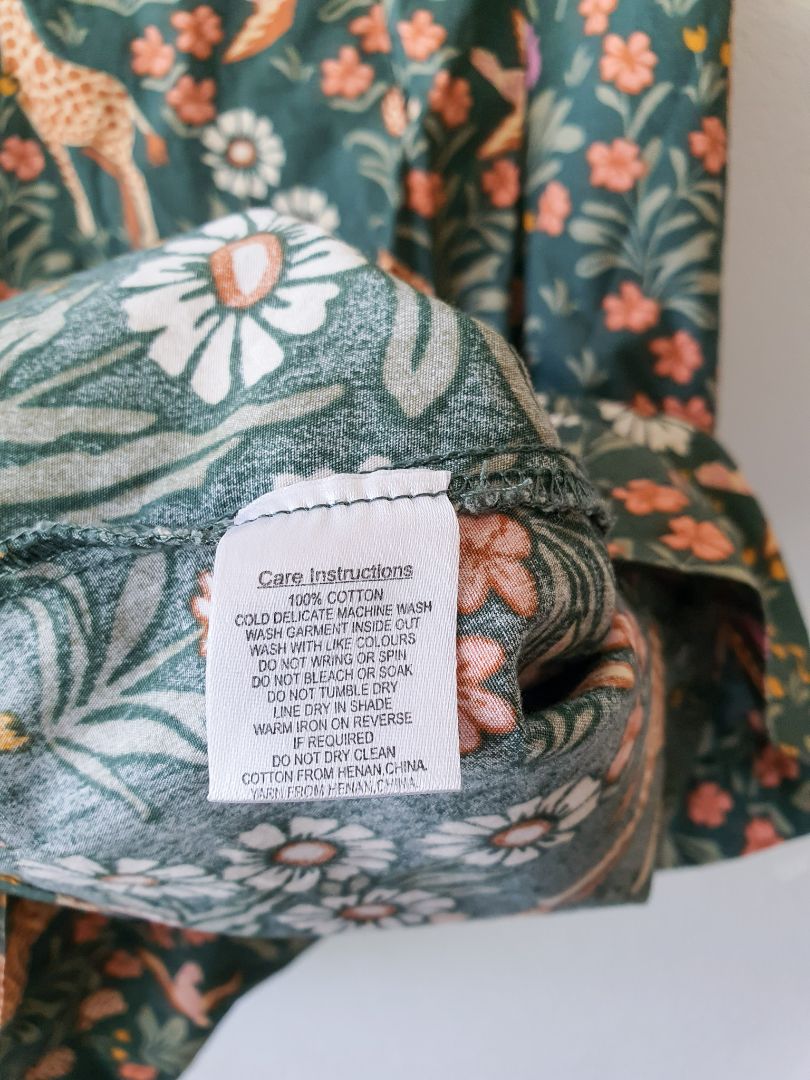 Care Instructions
100% COTTON
COLD DELICATE MACHINE WASH
WASH GARMENT INSIDE OUT
WASH WITH LIKE COLOURS
DO NOT WRING OR SPIN
DO NOT BLEACH OR SOAK
DO NOT TUMBLE DRY
LINE DRY IN SHADE
WARM IRON ON REVERSE
IF REQUIRED
DO NOT DRY CLEAN
COTTON FROM HENAN,CHINA.
YARN FROM HENAN,CHINA.